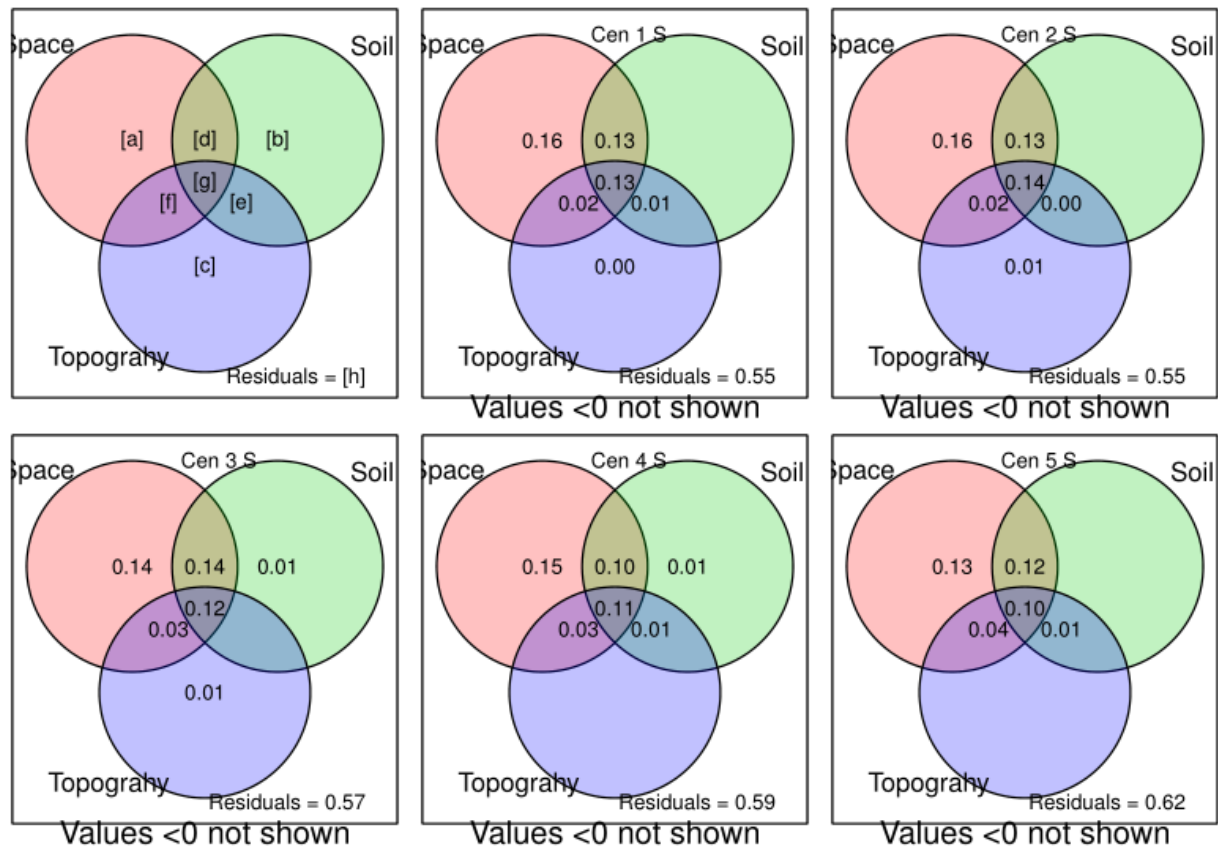 Space
Soil
[a]
[d]
[b]
[g]
[f]
[e]
[c]
Topograhy
Residuals = [h]
Cen 1 S
Space
Soil
0.16
0.13
0.13
0.02
0.01
0.00
Topograhy
Residuals = 0.55
Values <0 not shown
Cen 2 S
Space
Soil
0.16
0.13
0.14
0.02
0.00
0.01
Topograhy
Residuals = 0.55
Values <0 not shown
Cen 3 S
Space
Soil
0.14
0.14
0.01
0.12
0.03
0.01
Topograhy
Residuals = 0.57
Values <0 not shown
Cen 4 S
Space
Soil
0.15
0.10
0.01
0.11
0.03
0.01
Topograhy
Residuals = 0.59
Values <0 not shown
Cen 5 S
Space
Soil
0.13
0.12
0.10
0.04
0.01
Topograhy
Residuals = 0.62
Values <0 not shown